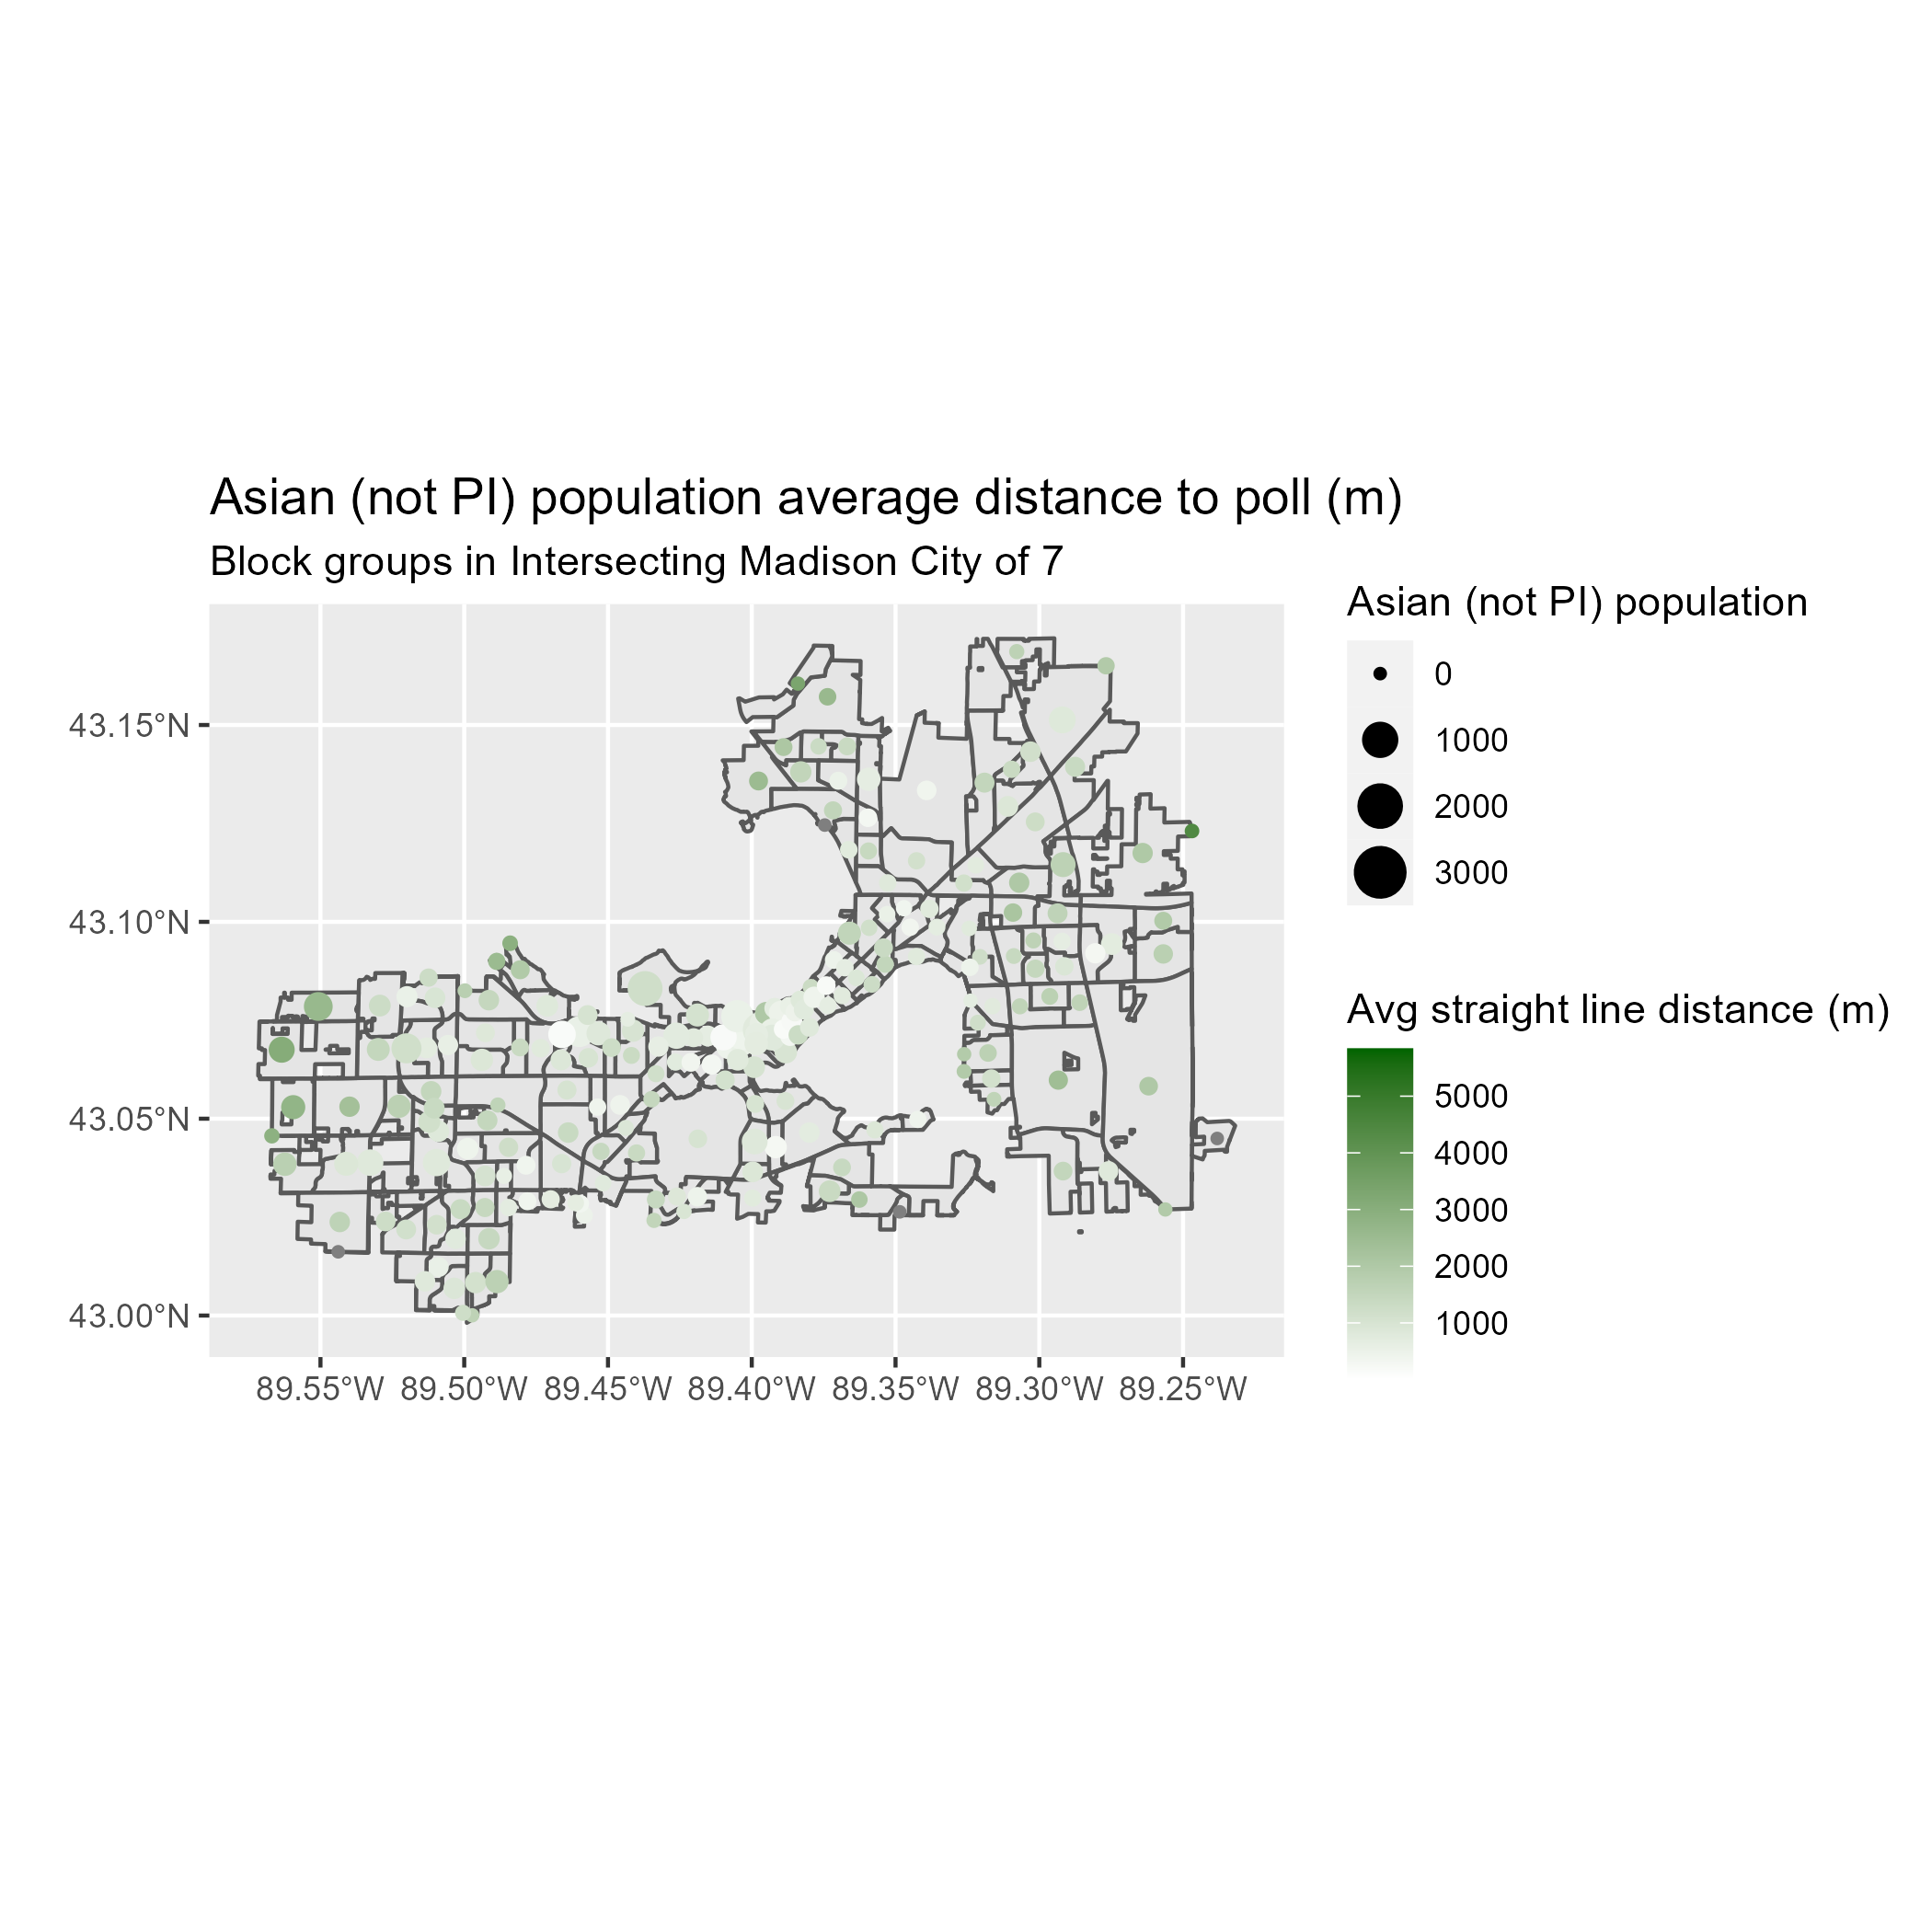 Asian (not PI) population average distance to poll (m)
Block groups in Intersecting Madison City of 7
43.15°N
43.10°N
43.05°N
43.00°N
89.55°W 89.50°W 89.45°W 89.40°W 89.35°W 89.30°W 89.25°W
Asian (not PI) population
0
1000
2000
3000
Avg straight line distance (m)
5000
4000
3000
2000
1000